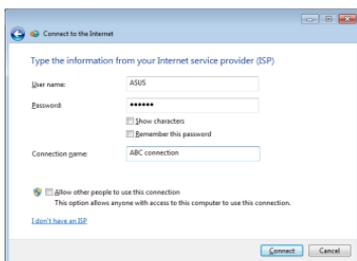 Connect to the Internet
Type the information from your Internet service provider (ISP)
User name: ASUS
Password: ••••••
Show characters
Remember this password
Connection name: ABC connection
Allow other people to use this connection
This option allows anyone with access to this computer to use this connection.
I don't have an ISP
Connect Cancel